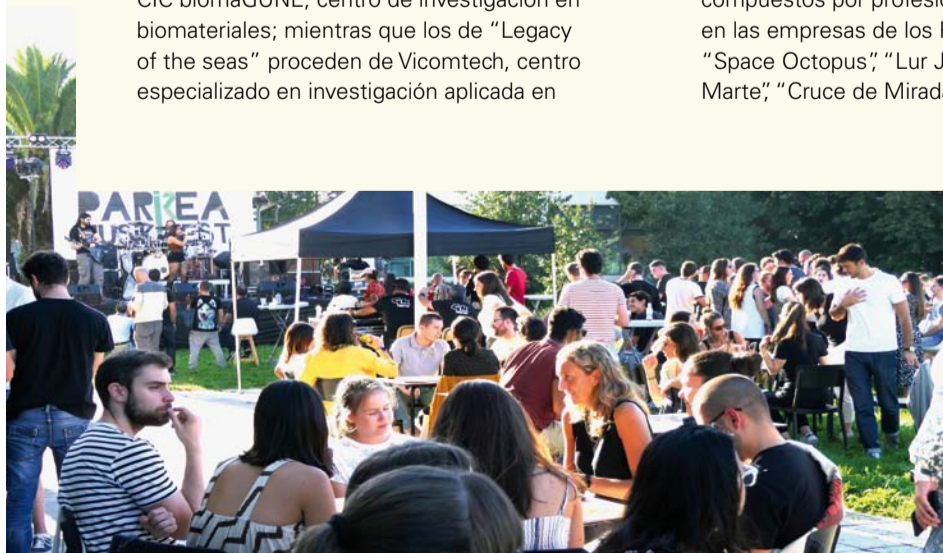 CIC biomaGUNE, centro de investigación en
biomateriales; mientras que los de “Legacy
of the seas” proceden de Vicomtech, centro
especializado en investigación aplicada en
compuestos por
en las empresas de los
“Space Octopus”, “Lur
Marte”, “Cruce de
PARKEA
MUSIK FEST